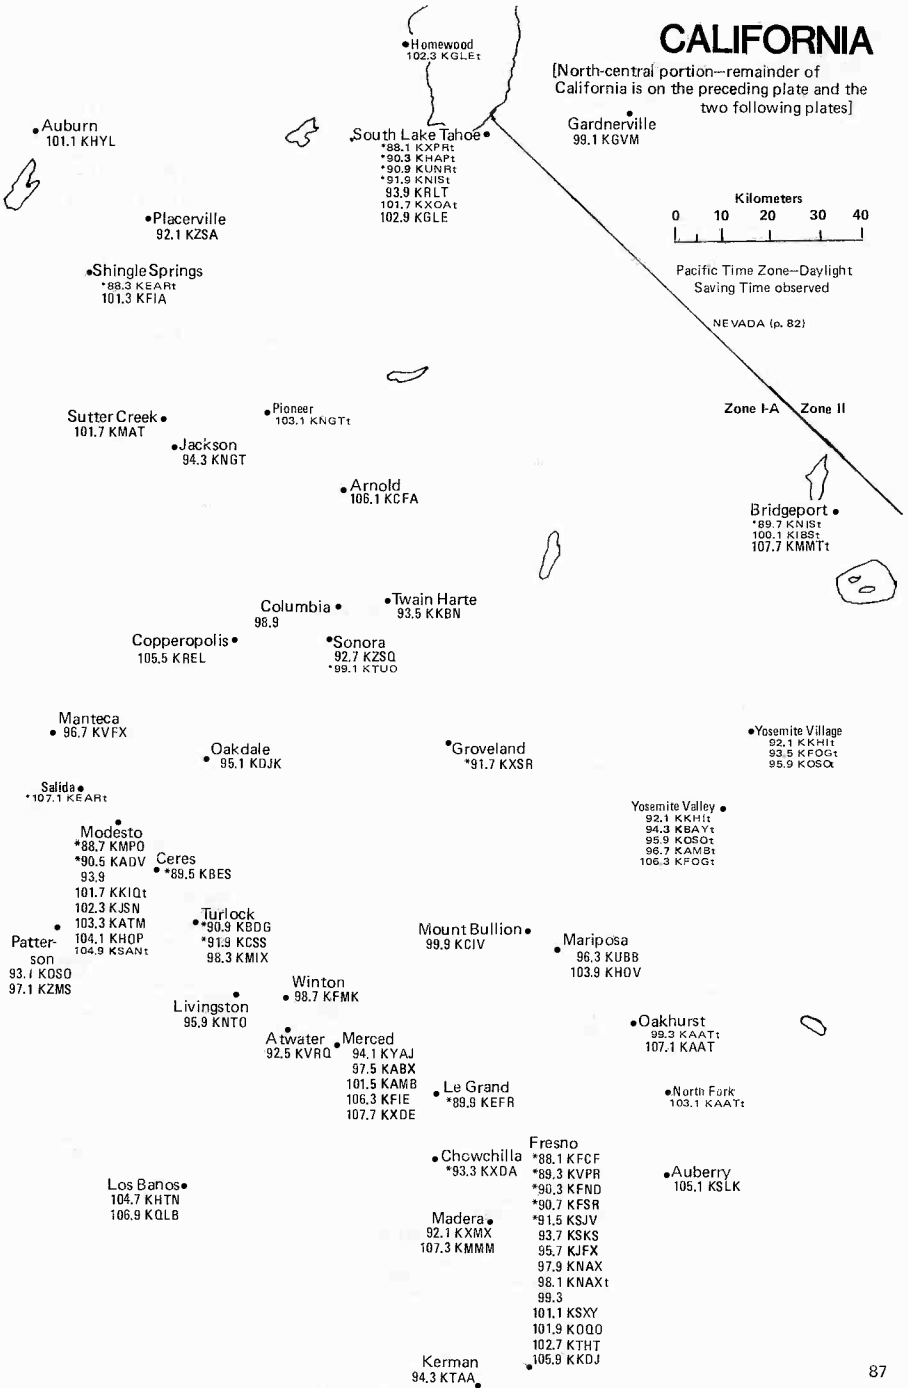 CALIFORNIA
[North-central portion—remainder of
California is on the preceding plate and the
two following plates]
Homewood
102.3 KGLEt
Auburn
101.1 KHYL
South Lake Tahoe
*88.1 KXPRt
*90.3 KHAPt
*90.9 KUNRt
*91.9 KNISt
93.9 KRLT
101.7 KXOAt
102.9 KGLE
Gardnerville
99.1 KGVM
Kilometers
0 10 20 30 40
Pacific Time Zone—Daylight
Saving Time observed
NEVADA (p. 82)
Zone I-A Zone II
Placerville
92.1 KZSA
Shingle Springs
*88.3 KEARt
101.3 KFIA
Sutter Creek
101.7 KMAT
Pioneer
103.1 KNGTt
Jackson
94.3 KNGT
Arnold
106.1 KCFA
Bridgeport
*89.7 KNISt
100.1 KIBSt
107.7 KMMTt
Columbia
98.9
Twain Harte
93.5 KKBN
Copperopolis
105.5 KREL
Sonora
92.7 KZSQ
*99.1 KTUO
Manteca
96.7 KVFX
Oakdale
95.1 KDJK
Groveland
*91.7 KXSR
Yosemite Village
92.1 KKHIt
93.5 KFOGt
95.9 KOSOt
Salida
*107.1 KEARt
Yosemite Valley
92.1 KKHIt
94.3 KBAYt
95.9 KOSOt
96.7 KAMBt
106.3 KFOGt
Modesto
*88.7 KMPO
*90.5 KADV
93.9
101.7 KKIQt
102.3 KJSN
103.3 KATM
104.1 KHOP
104.9 KSANt
Ceres
*89.5 KBES
Turlock
*90.9 KBDG
*91.9 KCSS
98.3 KMIX
Patter-
son
93.1 KOSO
97.1 KZMS
Mount Bullion
99.9 KCIV
Mariposa
96.3 KUBB
103.9 KHOV
Winton
98.7 KFMK
Livingston
95.9 KNTO
Atwater
92.5 KVRQ
Merced
94.1 KYAJ
97.5 KABX
101.5 KAMB
106.3 KFIE
107.7 KXDE
Oakhurst
99.3 KAATt
107.1 KAAT
Le Grand
*89.9 KEFR
North Fork
103.1 KAATt
Chowchilla
*93.3 KXDA
Fresno
*88.1 KFCF
*89.3 KVPR
*90.3 KFNO
*90.7 KFSR
*91.5 KSJV
93.7 KSKS
95.7 KJFX
97.9 KNAX
98.1 KNAXt
99.3
101.1 KSXY
101.9 KOQO
102.7 KTHT
105.9 KKDJ
Auberry
105.1 KSLK
Los Banos
104.7 KHTN
106.9 KQLB
Madera
92.1 KXMX
107.3 KMMM
Kerman
94.3 KTAA
87